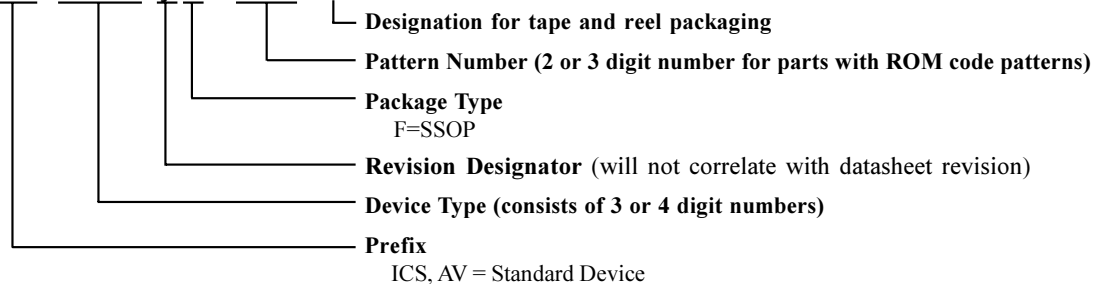 Designation for tape and reel packaging
Pattern Number (2 or 3 digit number for parts with ROM code patterns)
Package Type
F=SSOP
Revision Designator (will not correlate with datasheet revision)
Device Type (consists of 3 or 4 digit numbers)
Prefix
ICS, AV = Standard Device